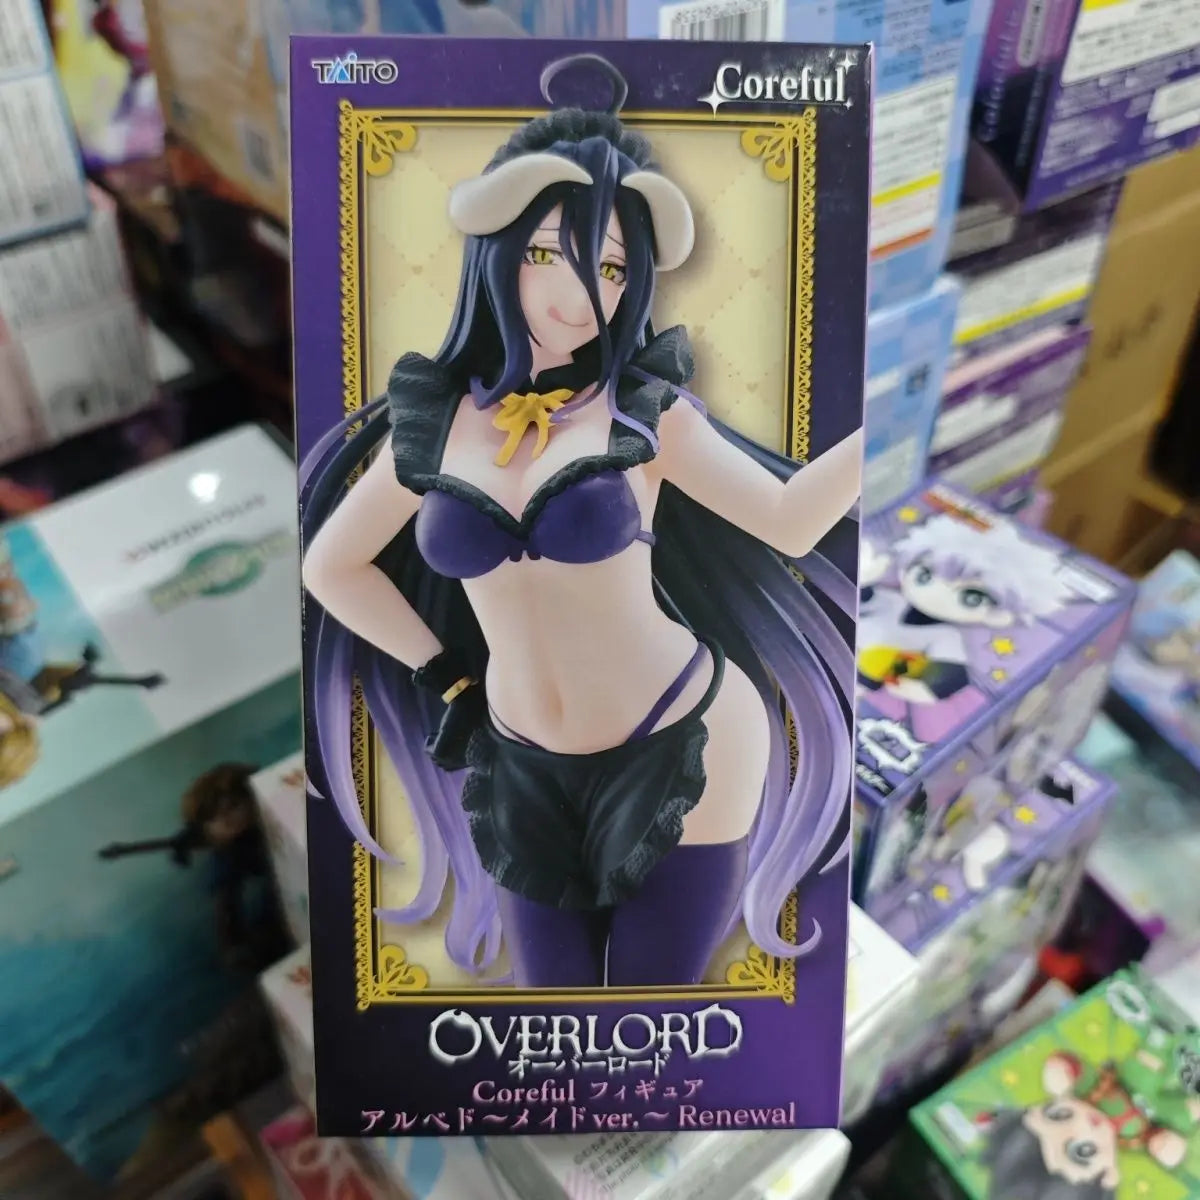 TAITO
Coreful
OVERLORD
オーバーロード
Coreful フィギュア
アルベド～メイドver.～ Renewal